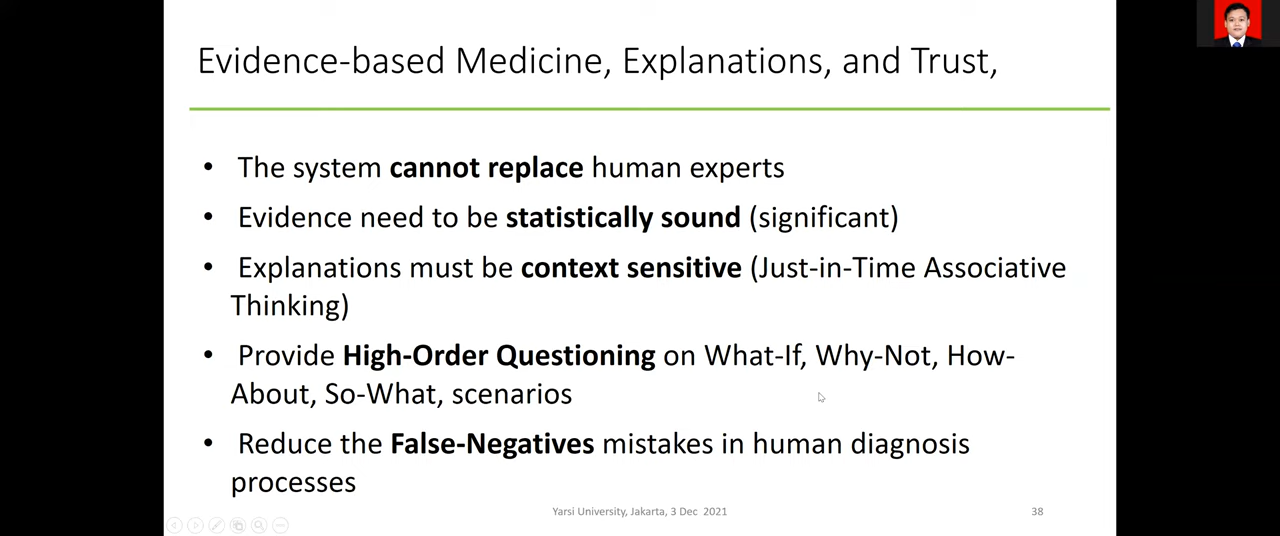 Evidence-based Medicine, Explanations, and Trust,
• The system cannot replace human experts
• Evidence need to be statistically sound (significant)
• Explanations must be context sensitive (Just-in-Time Associative
Thinking)
• Provide High-Order Questioning on What-If, Why-Not, How-
About, So-What, scenarios
• Reduce the False-Negatives mistakes in human diagnosis
processes
Yarsi University, Jakarta, 3 Dec 2021
38